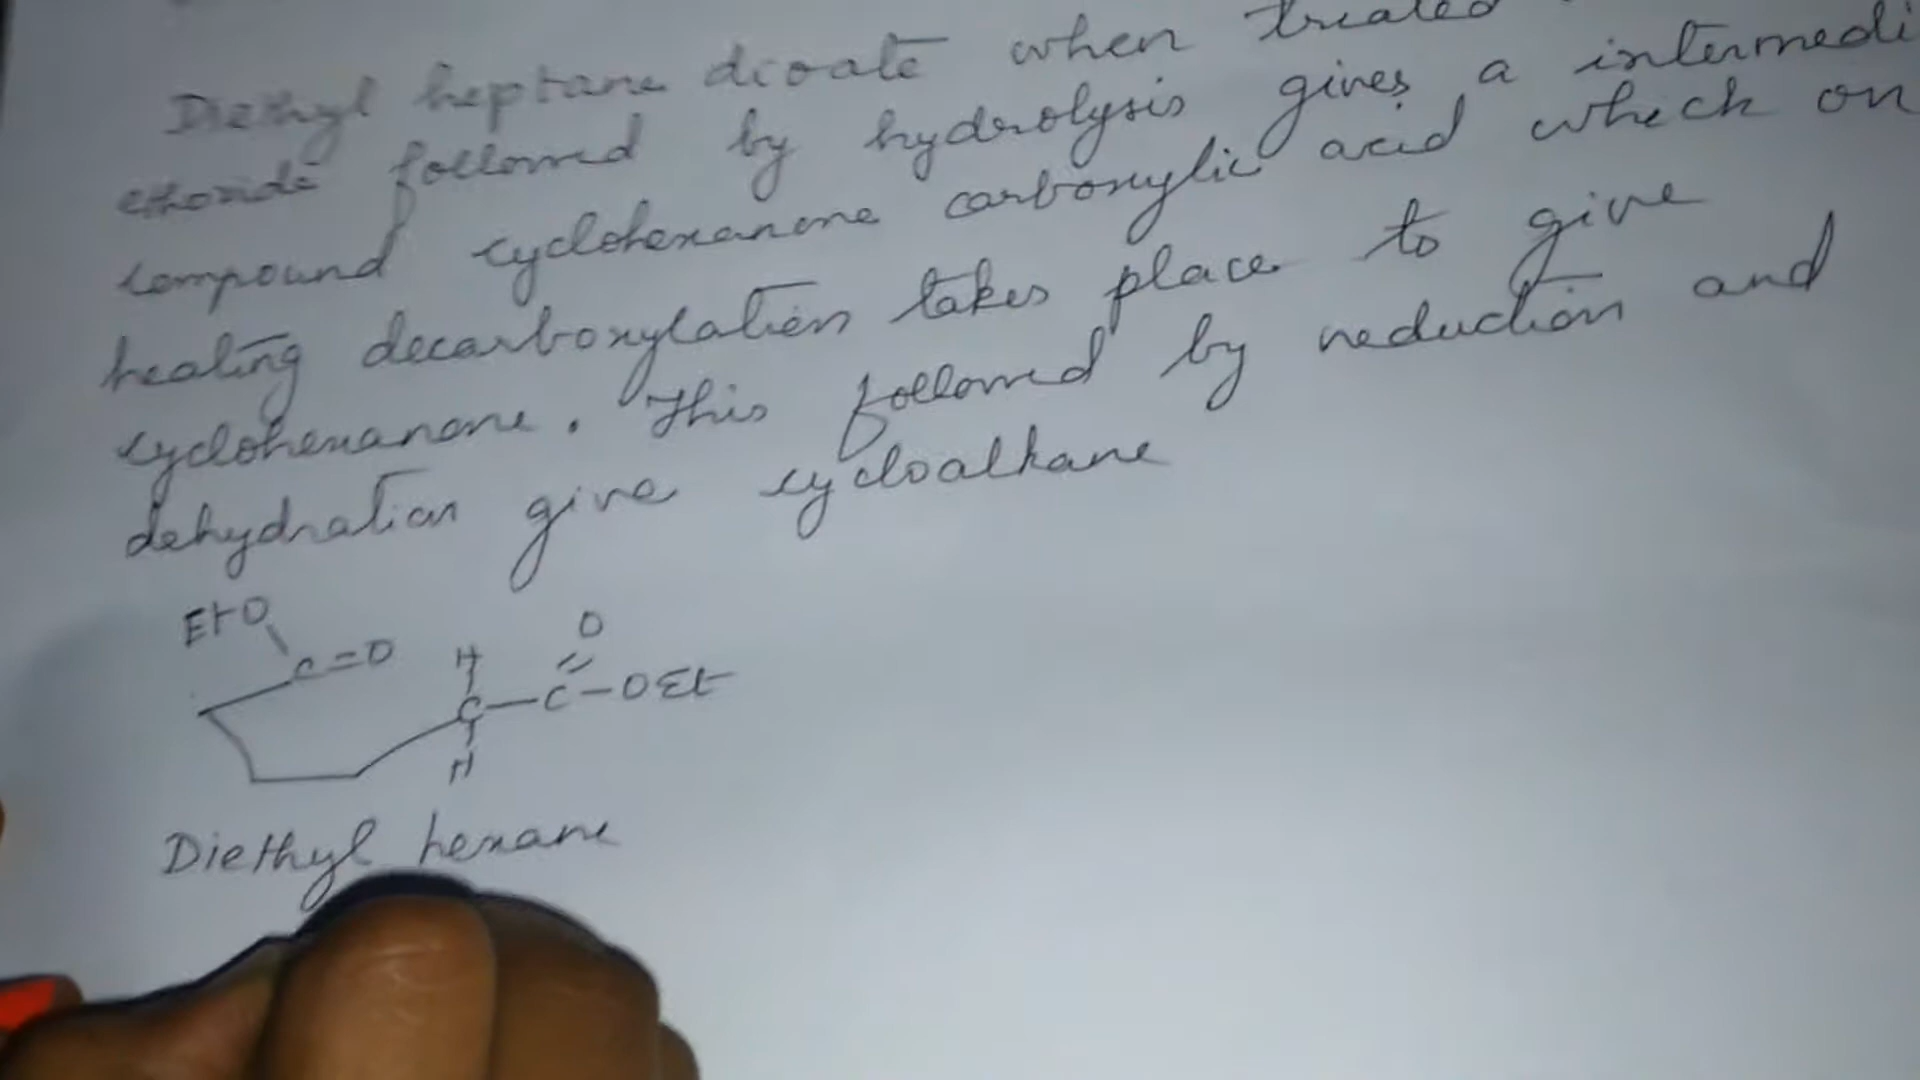 Diethyl heptane dioate when treated
ethoxide followed by hydrolysis gives a intermedi
compound cyclohexanone carboxylic acid which on
heating decarboxylation takes place to give
cyclohexanone. This followed by reduction and
dehydration give cycloalkane
EtO
C=O
H
O
C-C-OEt
H
Diethyl hexane